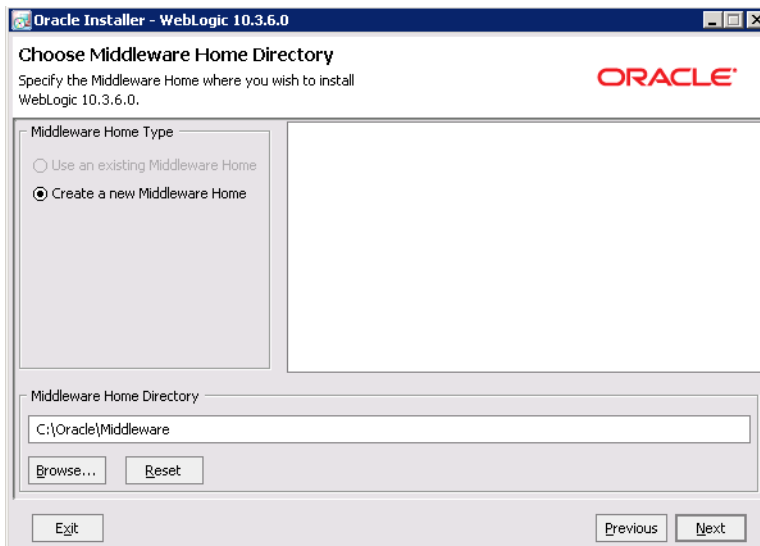 Oracle Installer - WebLogic 10.3.6.0
Choose Middleware Home Directory
Specify the Middleware Home where you wish to install
WebLogic 10.3.6.0.
ORACLE
Middleware Home Type
Use an existing Middleware Home
Create a new Middleware Home
Middleware Home Directory
C:\Oracle\Middleware
Browse...
Reset
Exit
Previous
Next